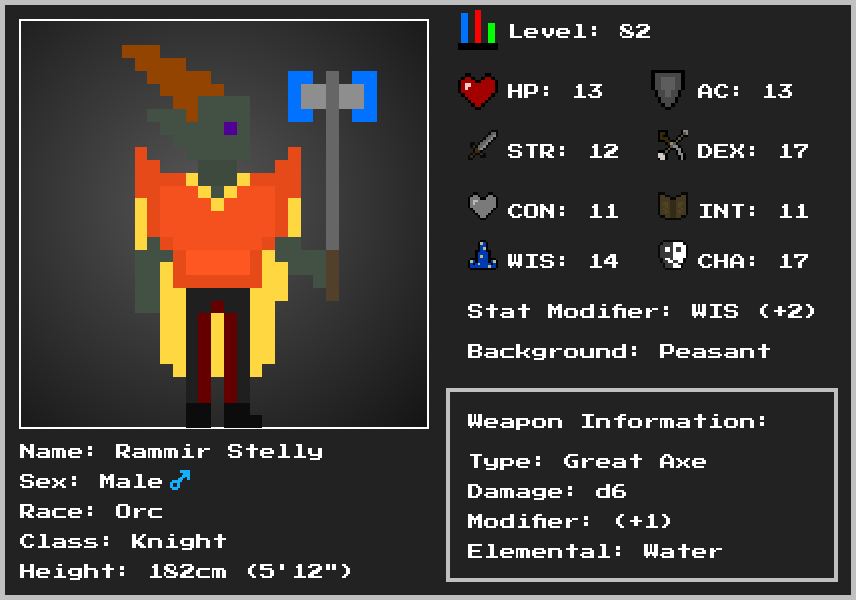 Level: 82
HP: 13 AC: 13
STR: 12 DEX: 17
CON: 11 INT: 11
WIS: 14 CHA: 17
Stat Modifier: WIS (+2)
Background: Peasant
Name: Rammir Stelly
Sex: Male♂
Race: Orc
Class: Knight
Height: 182cm (5'12")
Weapon Information:
Type: Great Axe
Damage: d6
Modifier: (+1)
Elemental: Water